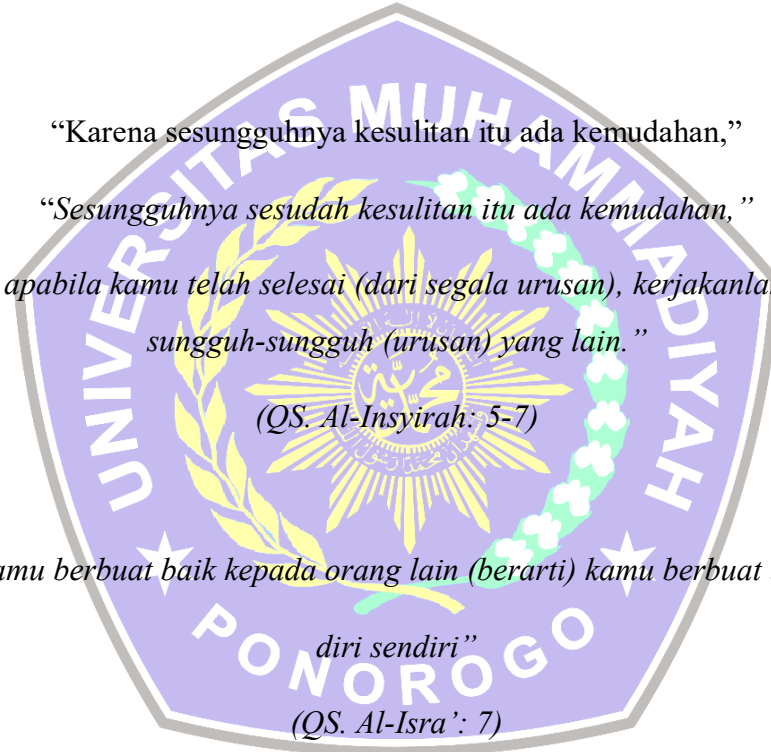 “Karena sesungguhnya kesulitan itu ada kemudahan,”
“Sesungguhnya sesudah kesulitan itu ada kemudahan,”
apabila kamu telah selesai (dari segala urusan),
sungguh-sungguh (urusan) yang lain.”
(QS. Al-Insyirah: 5-7)
berbuat baik kepada orang lain (berarti) kamu berbuat
diri sendiri”
(QS. Al-Isra’: 7)
UNIVERSITAS MUHAMMADIYAH
PONOROGO
محمدية